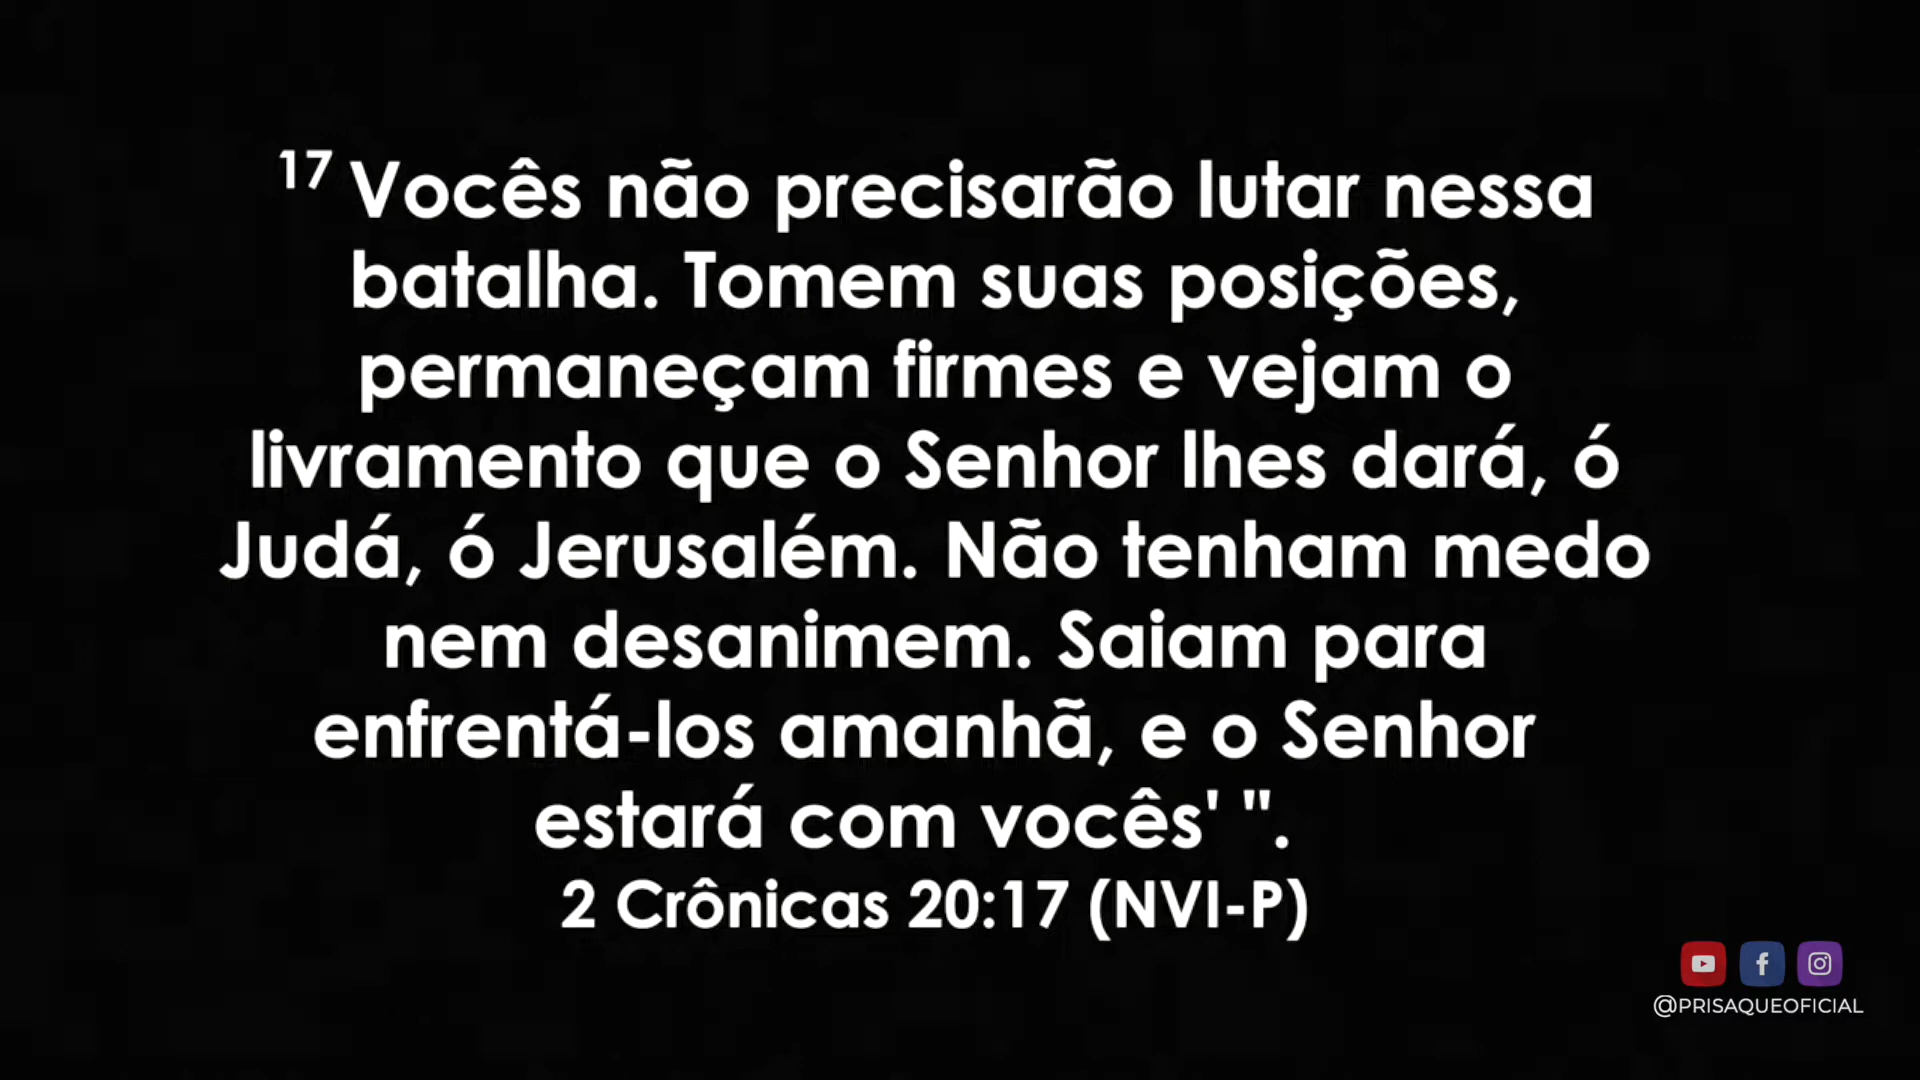 17 Vocês não precisarão lutar nessa
batalha. Tomem suas posições,
permaneçam firmes e vejam o
livramento que o Senhor lhes dará, ó
Judá, ó Jerusalém. Não tenham medo
nem desanimem. Saiam para
enfrentá-los amanhã, e o Senhor
estará com vocês' ".
2 Crônicas 20:17 (NVI-P)
@PRISAQUEOFICIAL